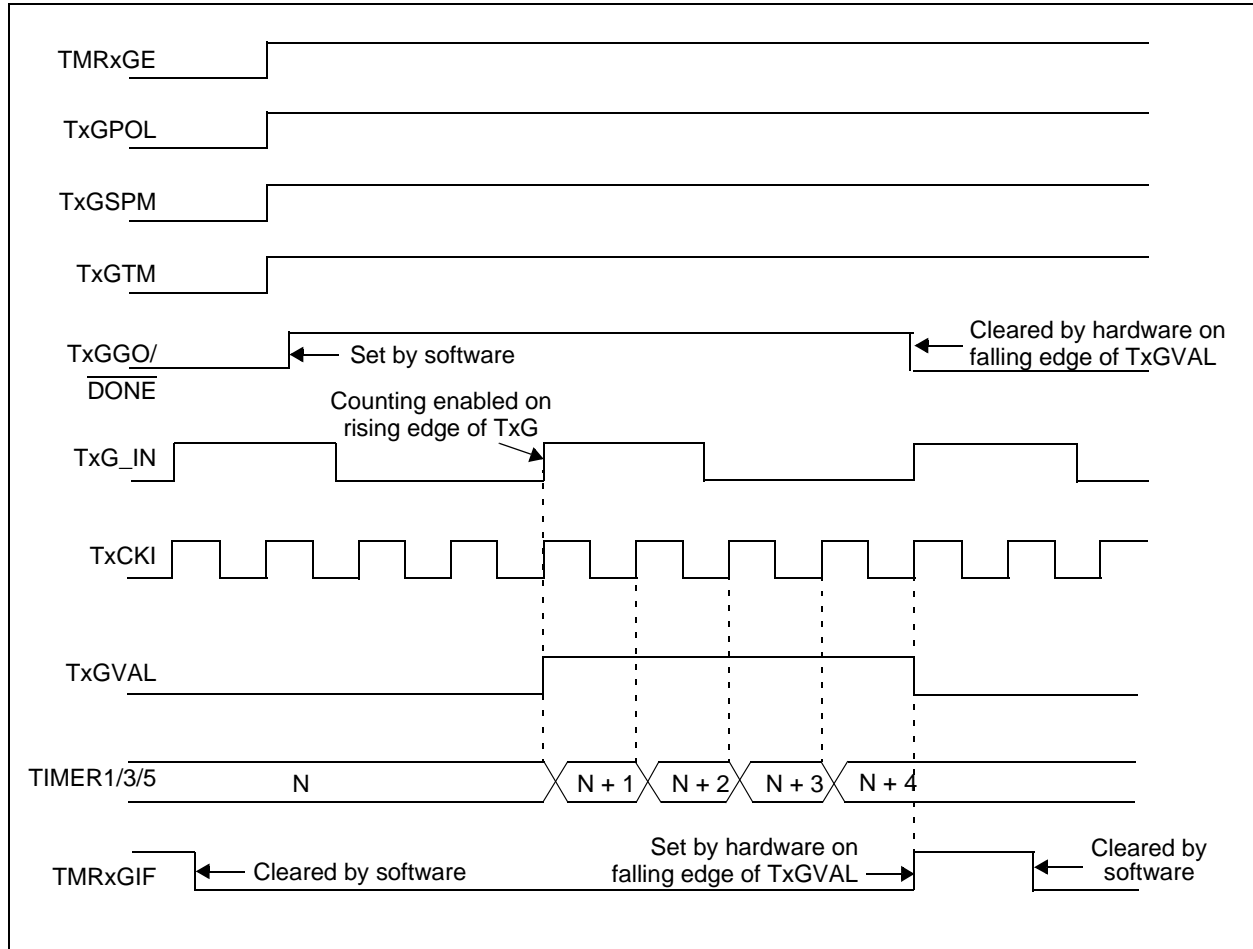 TMRxGE
TxGPOL
TxGSPM
TxGTM
TxGGO/
DONE
Set by software
Cleared by hardware on
falling edge of TxGVAL
Counting enabled on
rising edge of TxG
TxG_IN
TxCKI
TxGVAL
TIMER1/3/5
N
N + 1
N + 2
N + 3
N + 4
TMRxGIF
Cleared by software
Set by hardware on
falling edge of TxGVAL
Cleared by
software